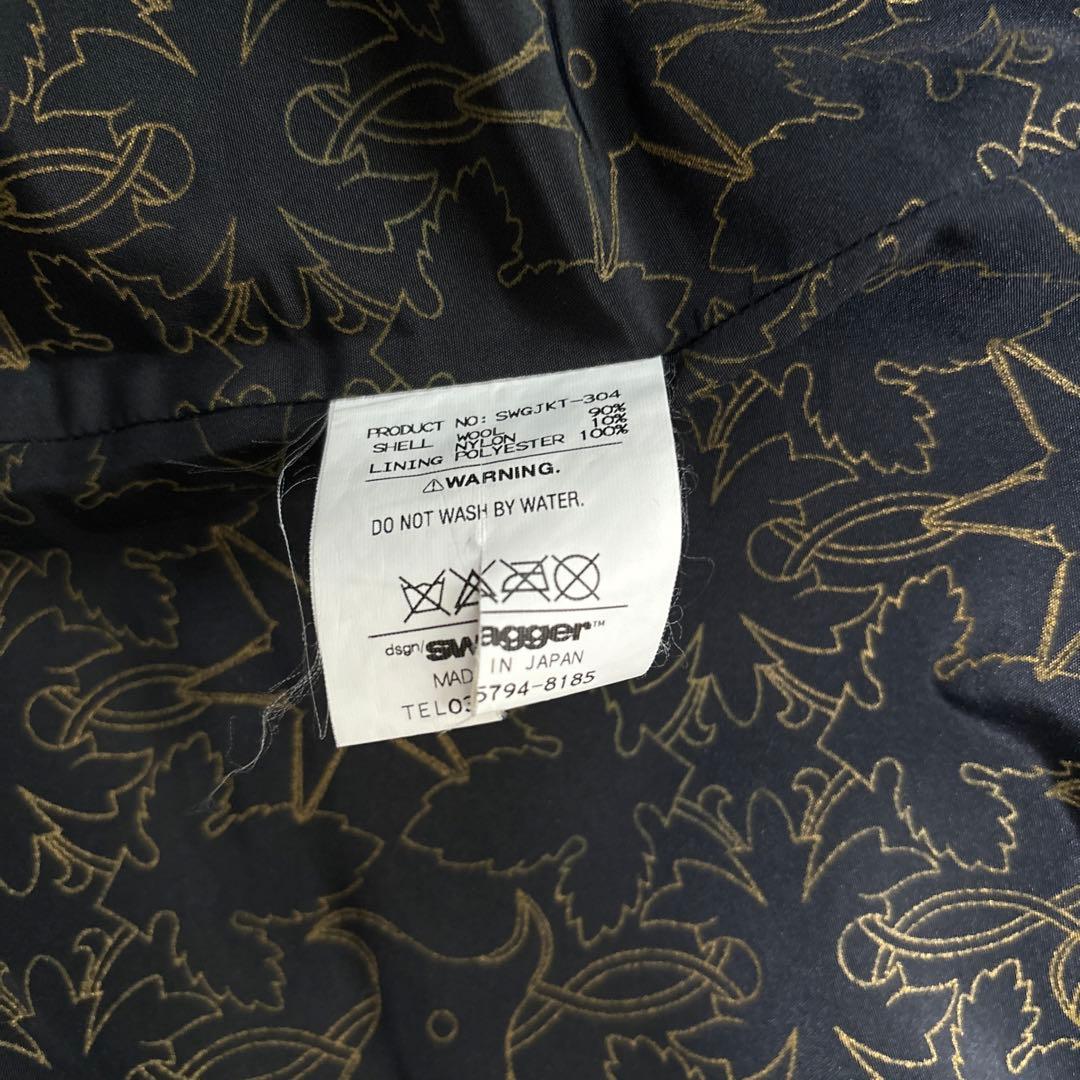 PRODUCT NO: SWGJKT-304
SHELL WOOL 90%
NYLON 10%
LINING POLYESTER 100%
⚠WARNING.
DO NOT WASH BY WATER.
dsgn/swagger™
MAD IN JAPAN
TEL03 5794-8185